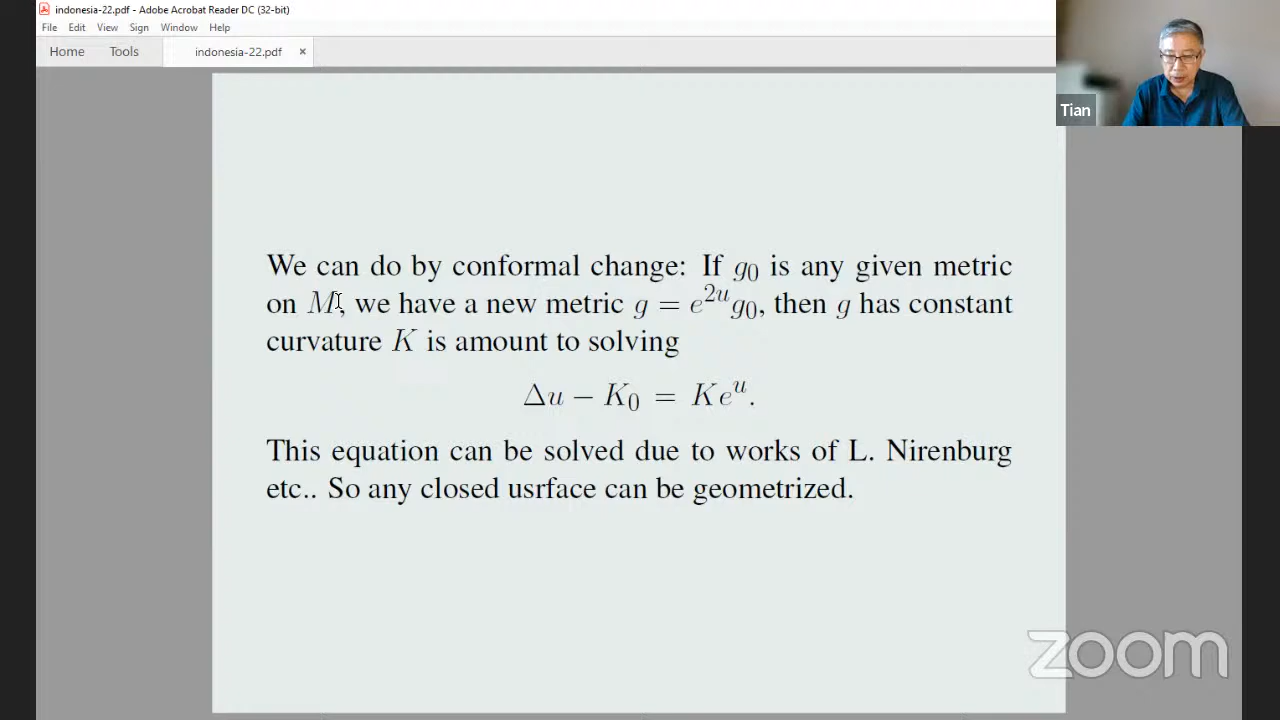 indonesia-22.pdf - Adobe Acrobat Reader DC (32-bit)
File Edit View Sign Window Help
Home Tools indonesia-22.pdf ×
Tian
We can do by conformal change: If g₀ is any given metric
on M, we have a new metric g = e²ᵘg₀, then g has constant
curvature K is amount to solving
Δu − K₀ = Keᵘ.
This equation can be solved due to works of L. Nirenburg
etc.. So any closed usrface can be geometrized.
zoom